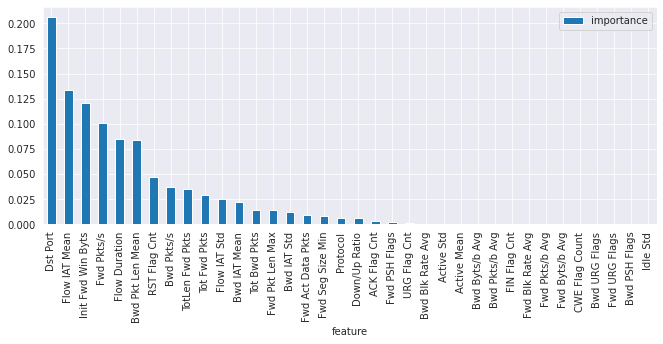 importance
0.200
0.175
0.150
0.125
0.100
0.075
0.050
0.025
0.000
Dst Port
Flow IAT Mean
Init Fwd Win Byts
Fwd Pkts/s
Flow Duration
Bwd Pkt Len Mean
RST Flag Cnt
Bwd Pkts/s
TotLen Fwd Pkts
Tot Fwd Pkts
Flow IAT Std
Bwd IAT Mean
Tot Bwd Pkts
Fwd Pkt Len Max
Bwd IAT Std
Fwd Act Data Pkts
Fwd Seg Size Min
Protocol
Down/Up Ratio
ACK Flag Cnt
Fwd PSH Flags
URG Flag Cnt
Bwd Blk Rate Avg
Active Std
Active Mean
Bwd Byts/b Avg
Bwd Pkts/b Avg
FIN Flag Cnt
Fwd Blk Rate Avg
Fwd Pkts/b Avg
Fwd Byts/b Avg
CWE Flag Count
Bwd URG Flags
Fwd URG Flags
Bwd PSH Flags
Idle Std
feature